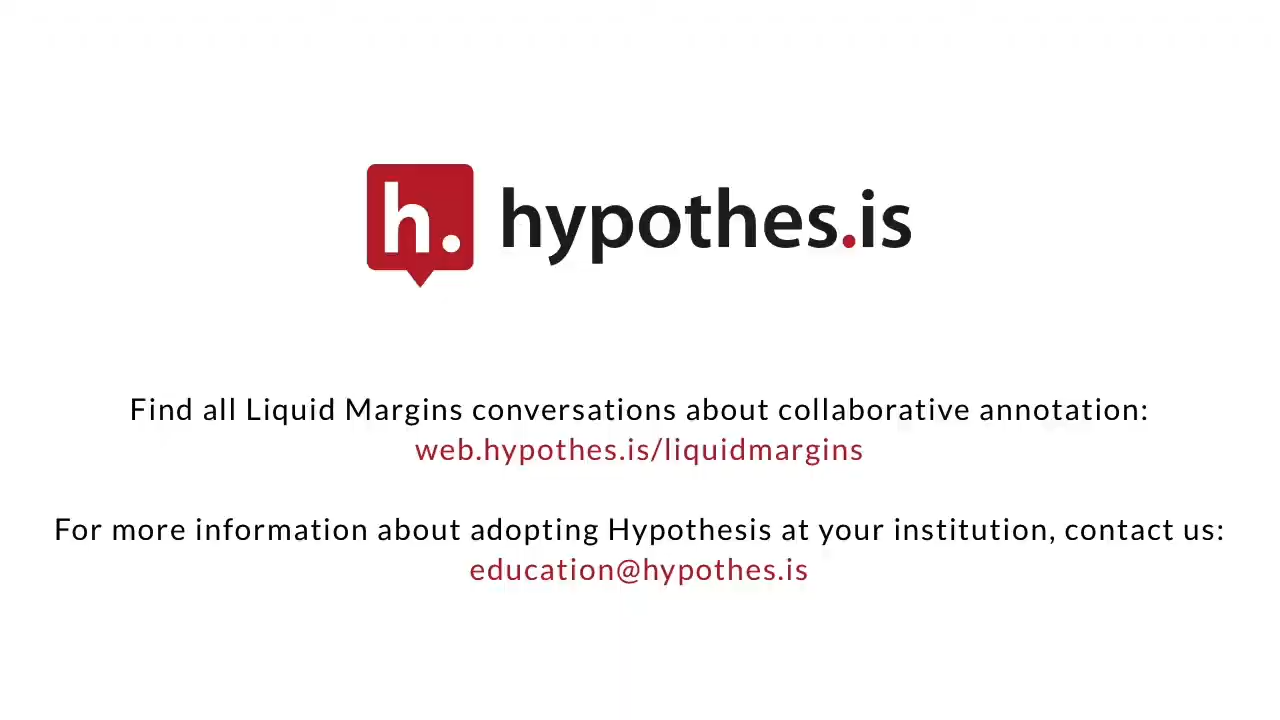 h. hypothes.is
Find all Liquid Margins conversations about collaborative annotation:
web.hypothes.is/liquidmargins
For more information about adopting Hypothesis at your institution, contact us:
education@hypothes.is